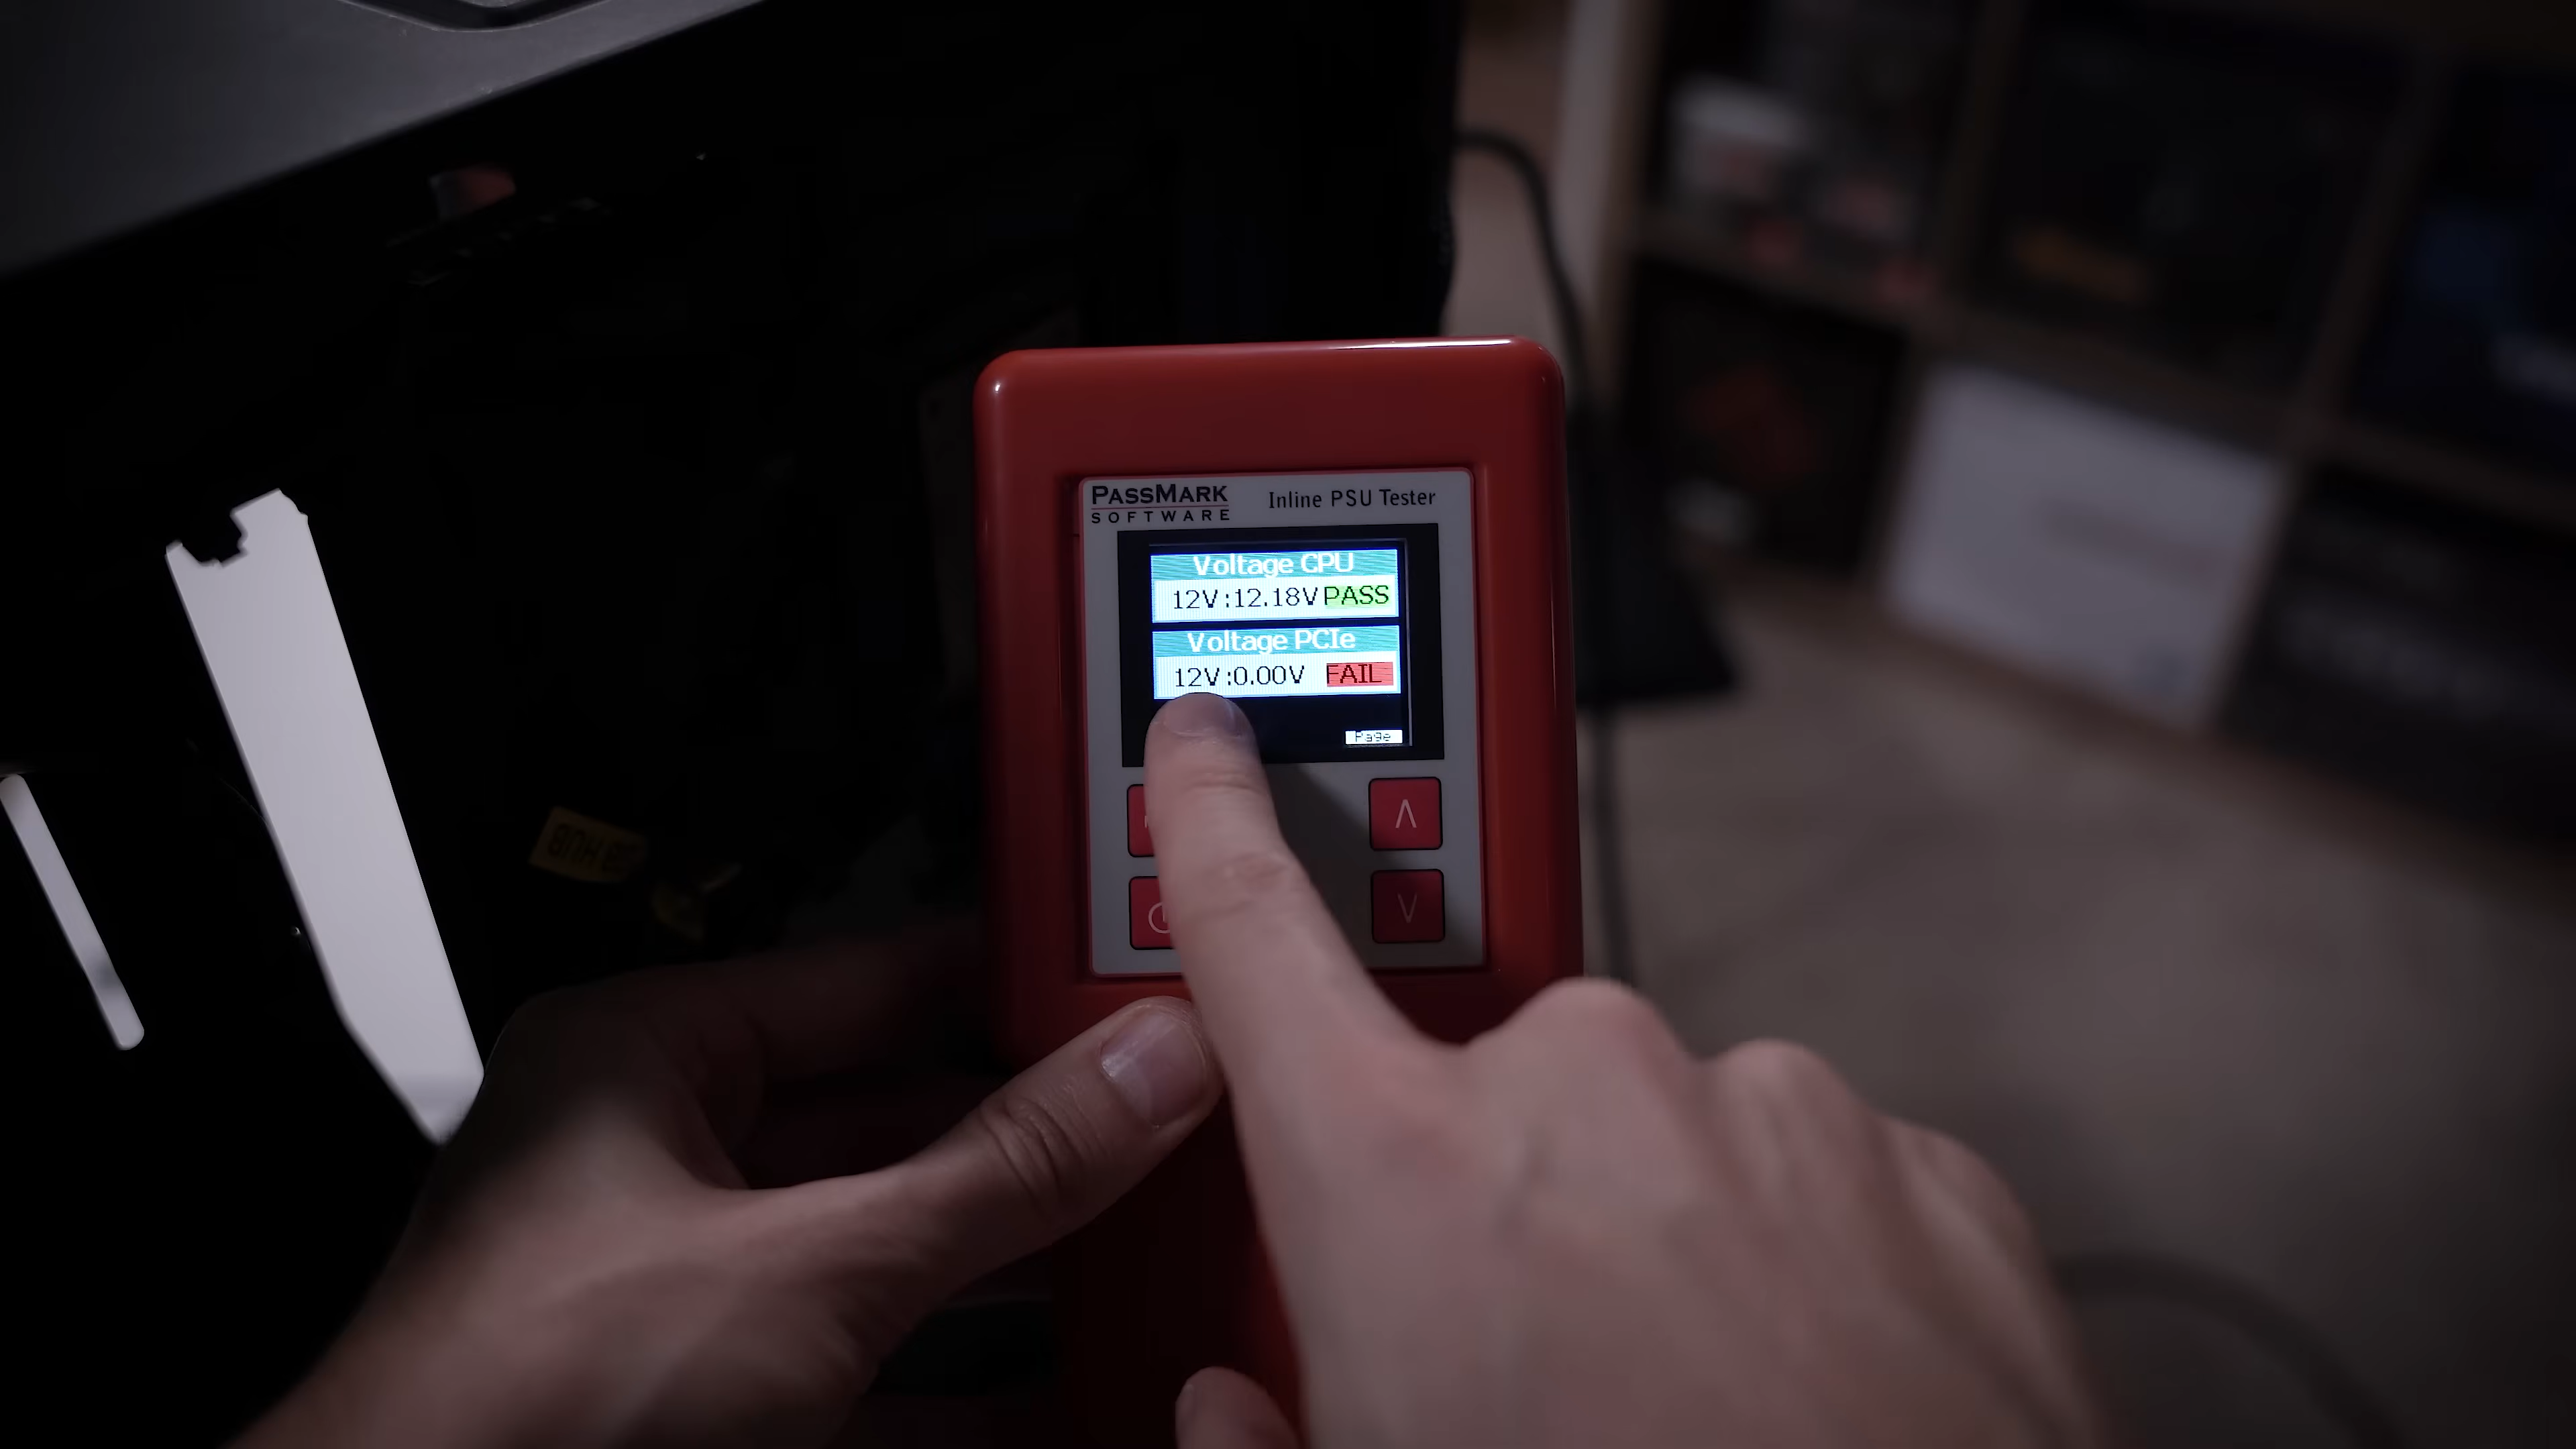 PASSMARK
SOFTWARE
Inline PSU Tester
Voltage CPU
12V:12.18V PASS
Voltage PCIe
12V:0.00V FAIL
Page